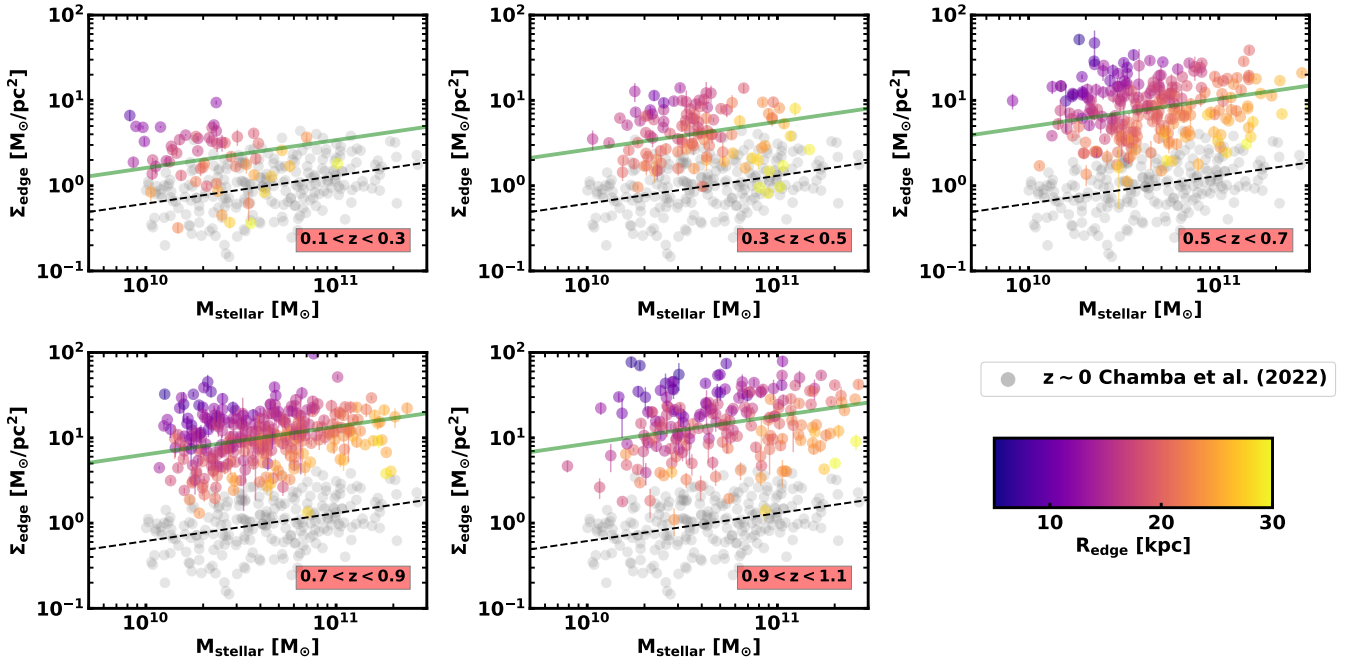 10² 10² 10²
Σedge [M⊙/pc²] Σedge [M⊙/pc²] Σedge [M⊙/pc²]
10¹ 10¹ 10¹
10⁰ 10⁰ 10⁰
0.1 < z < 0.3 0.3 < z < 0.5 0.5 < z < 0.7
10⁻¹ 10⁻¹ 10⁻¹
10¹⁰ 10¹¹ 10¹⁰ 10¹¹ 10¹⁰ 10¹¹
Mstellar [M⊙] Mstellar [M⊙] Mstellar [M⊙]
10² 10²
z ~ 0 Chamba et al. (2022)
Σedge [M⊙/pc²] Σedge [M⊙/pc²]
10¹ 10¹
10⁰ 10⁰
10 20 30
Redge [kpc]
0.7 < z < 0.9 0.9 < z < 1.1
10⁻¹ 10⁻¹
10¹⁰ 10¹¹ 10¹⁰ 10¹¹
Mstellar [M⊙] Mstellar [M⊙]